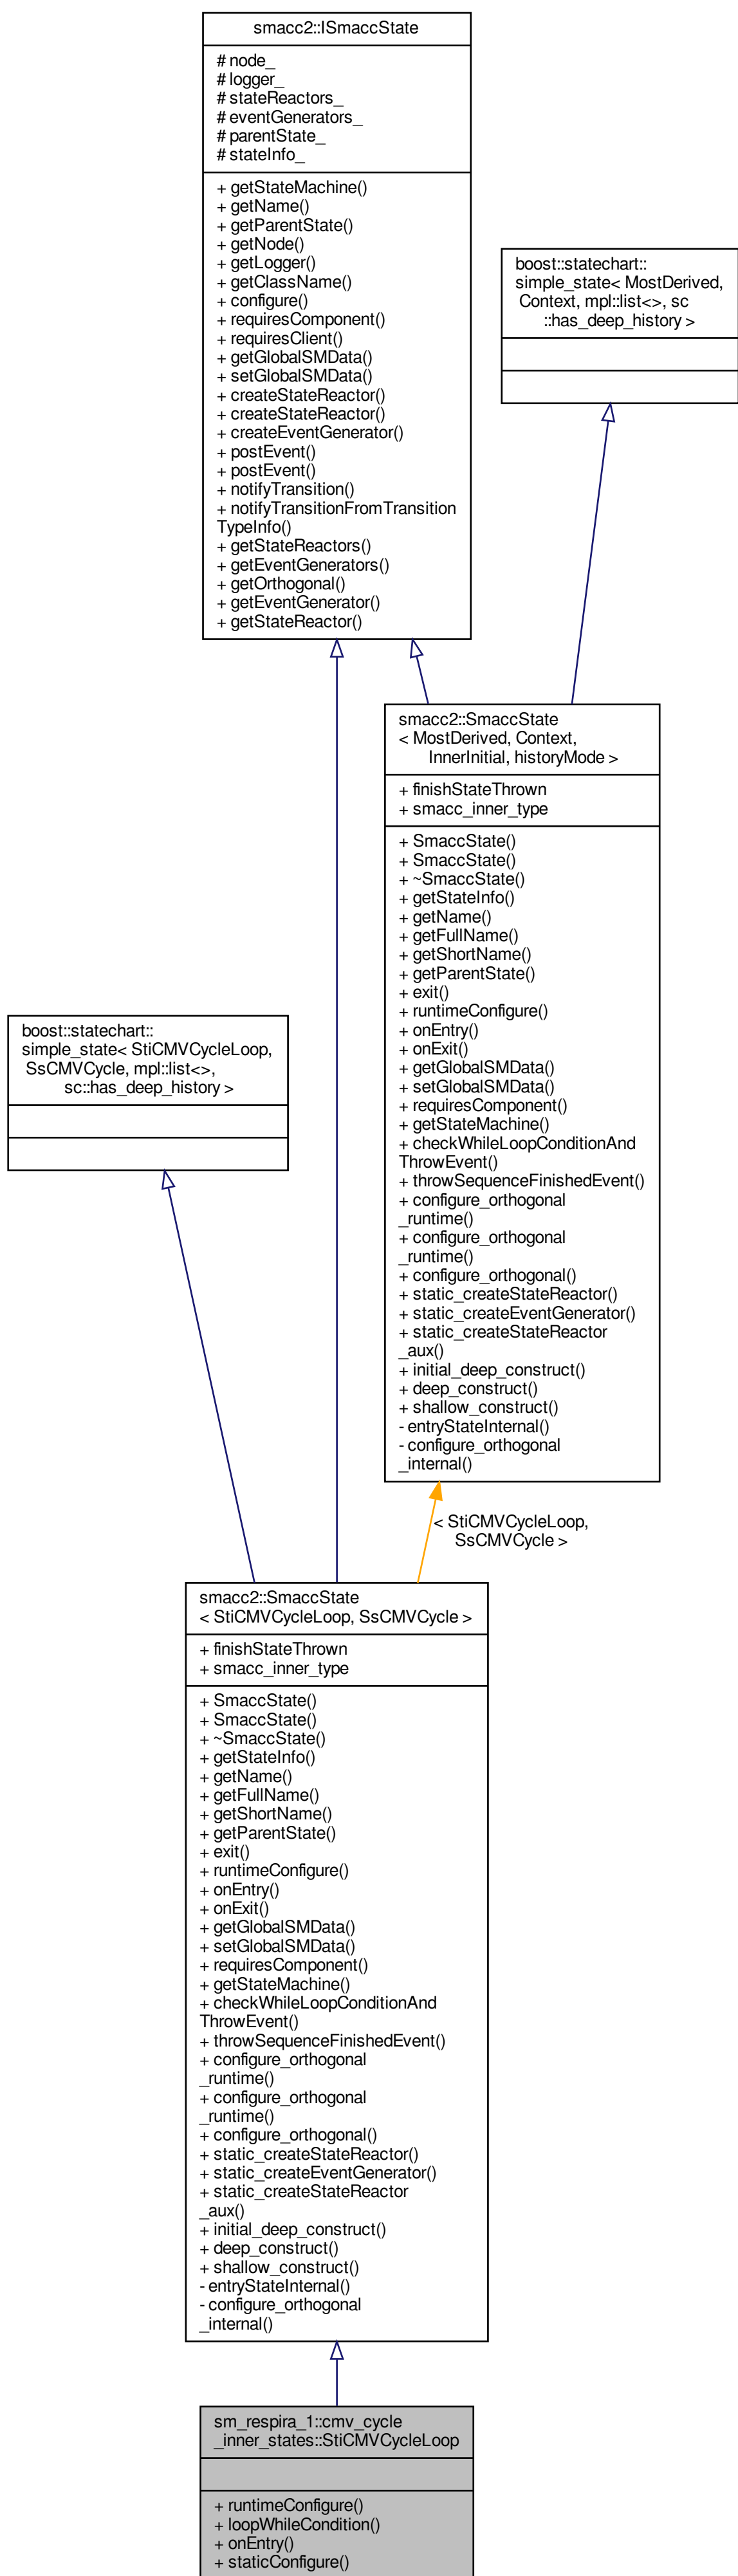 smacc2::ISmaccState
# node_
# logger_
# stateReactors_
# eventGenerators_
# parentState_
# stateInfo_
+ getStateMachine()
+ getName()
+ getParentState()
+ getNode()
+ getLogger()
+ getClassName()
+ configure()
+ requiresComponent()
+ requiresClient()
+ getGlobalSMData()
+ setGlobalSMData()
+ createStateReactor()
+ createStateReactor()
+ createEventGenerator()
+ postEvent()
+ postEvent()
+ notifyTransition()
+ notifyTransitionFromTransition
TypeInfo()
+ getStateReactors()
+ getEventGenerators()
+ getOrthogonal()
+ getEventGenerator()
+ getStateReactor()
boost::statechart::
simple_state< MostDerived,
Context, mpl::list<>, sc
::has_deep_history >
smacc2::SmaccState
< MostDerived, Context,
InnerInitial, historyMode >
+ finishStateThrown
+ smacc_inner_type
+ SmaccState()
+ SmaccState()
+ ~SmaccState()
+ getStateInfo()
+ getName()
+ getFullName()
+ getShortName()
+ getParentState()
+ exit()
+ runtimeConfigure()
+ onEntry()
+ onExit()
+ getGlobalSMData()
+ setGlobalSMData()
+ requiresComponent()
+ getStateMachine()
+ checkWhileLoopConditionAnd
ThrowEvent()
+ throwSequenceFinishedEvent()
+ configure_orthogonal
_runtime()
+ configure_orthogonal
_runtime()
+ configure_orthogonal()
+ static_createStateReactor()
+ static_createEventGenerator()
+ static_createStateReactor
_aux()
+ initial_deep_construct()
+ deep_construct()
+ shallow_construct()
- entryStateInternal()
- configure_orthogonal
_internal()
boost::statechart::
simple_state< StiCMVCycleLoop,
SsCMVCycle, mpl::list<>,
sc::has_deep_history >
< StiCMVCycleLoop,
SsCMVCycle >
smacc2::SmaccState
< StiCMVCycleLoop, SsCMVCycle >
+ finishStateThrown
+ smacc_inner_type
+ SmaccState()
+ SmaccState()
+ ~SmaccState()
+ getStateInfo()
+ getName()
+ getFullName()
+ getShortName()
+ getParentState()
+ exit()
+ runtimeConfigure()
+ onEntry()
+ onExit()
+ getGlobalSMData()
+ setGlobalSMData()
+ requiresComponent()
+ getStateMachine()
+ checkWhileLoopConditionAnd
ThrowEvent()
+ throwSequenceFinishedEvent()
+ configure_orthogonal
_runtime()
+ configure_orthogonal
_runtime()
+ configure_orthogonal()
+ static_createStateReactor()
+ static_createEventGenerator()
+ static_createStateReactor
_aux()
+ initial_deep_construct()
+ deep_construct()
+ shallow_construct()
- entryStateInternal()
- configure_orthogonal
_internal()
sm_respira_1::cmv_cycle
_inner_states::StiCMVCycleLoop
+ runtimeConfigure()
+ loopWhileCondition()
+ onEntry()
+ staticConfigure()